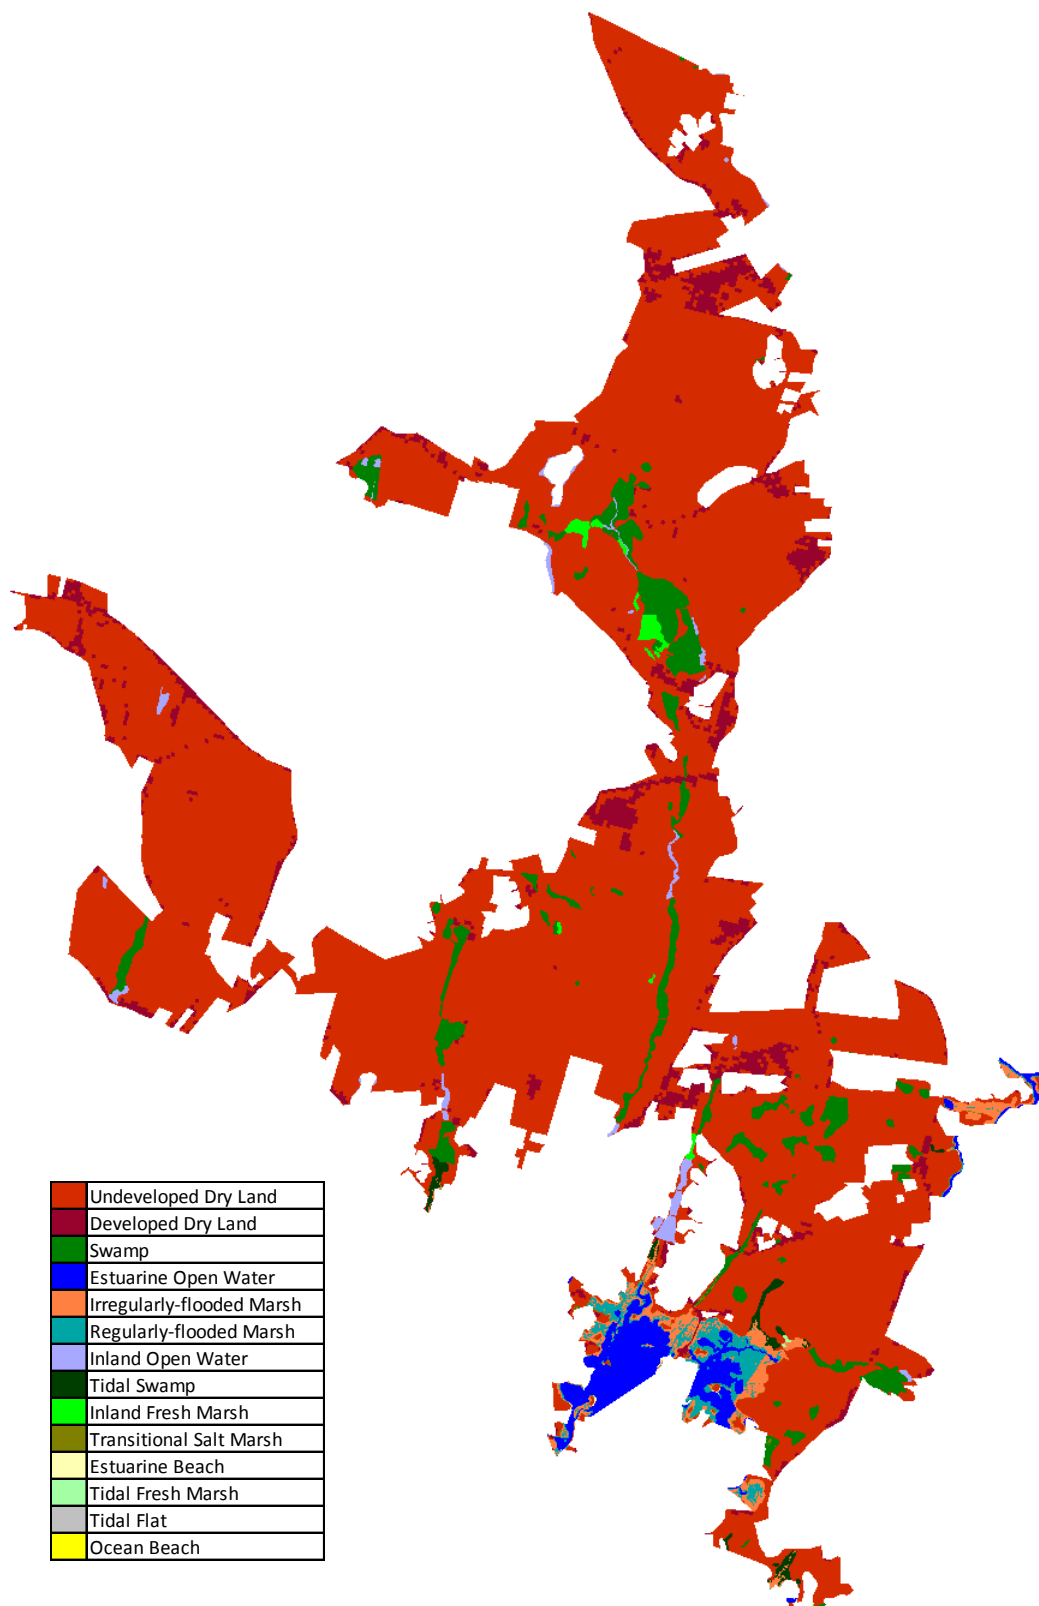 Undeveloped Dry Land
Developed Dry Land
Swamp
Estuarine Open Water
Irregularly-flooded Marsh
Regularly-flooded Marsh
Inland Open Water
Tidal Swamp
Inland Fresh Marsh
Transitional Salt Marsh
Estuarine Beach
Tidal Fresh Marsh
Tidal Flat
Ocean Beach